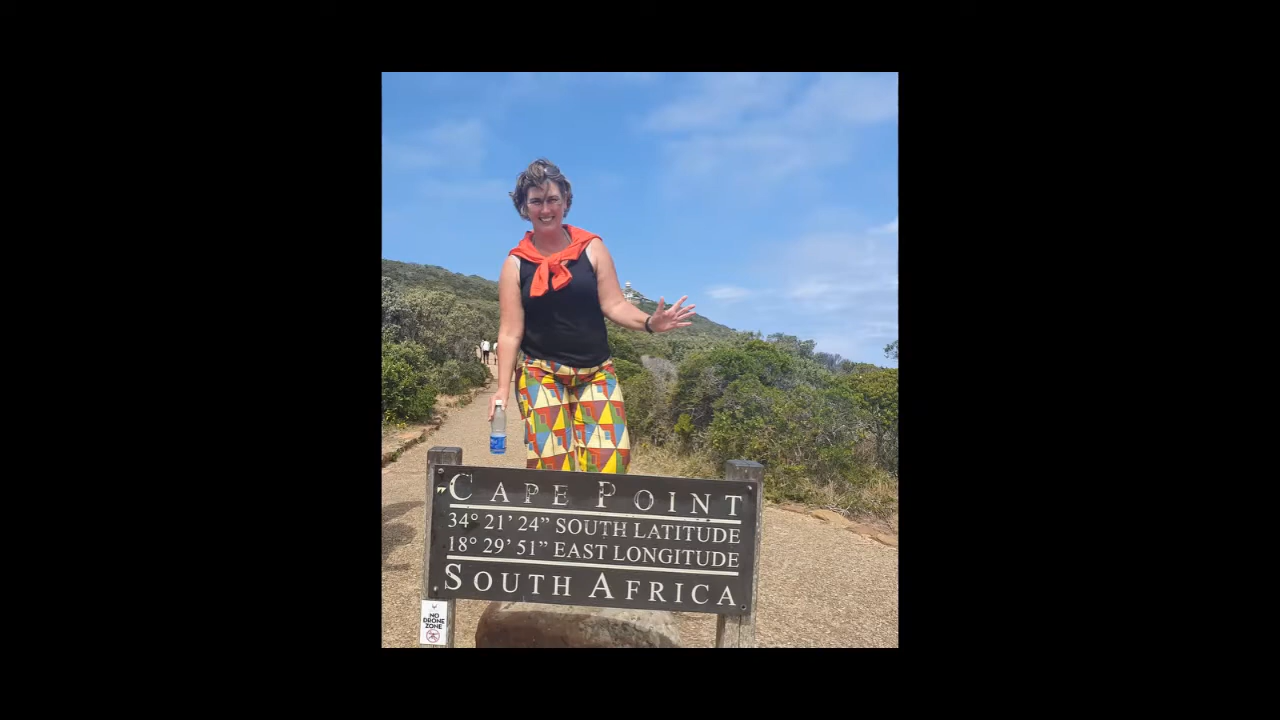 CAPE POINT
34° 21' 24" SOUTH LATITUDE
18° 29' 51" EAST LONGITUDE
SOUTH AFRICA
NO
DRONE
ZONE